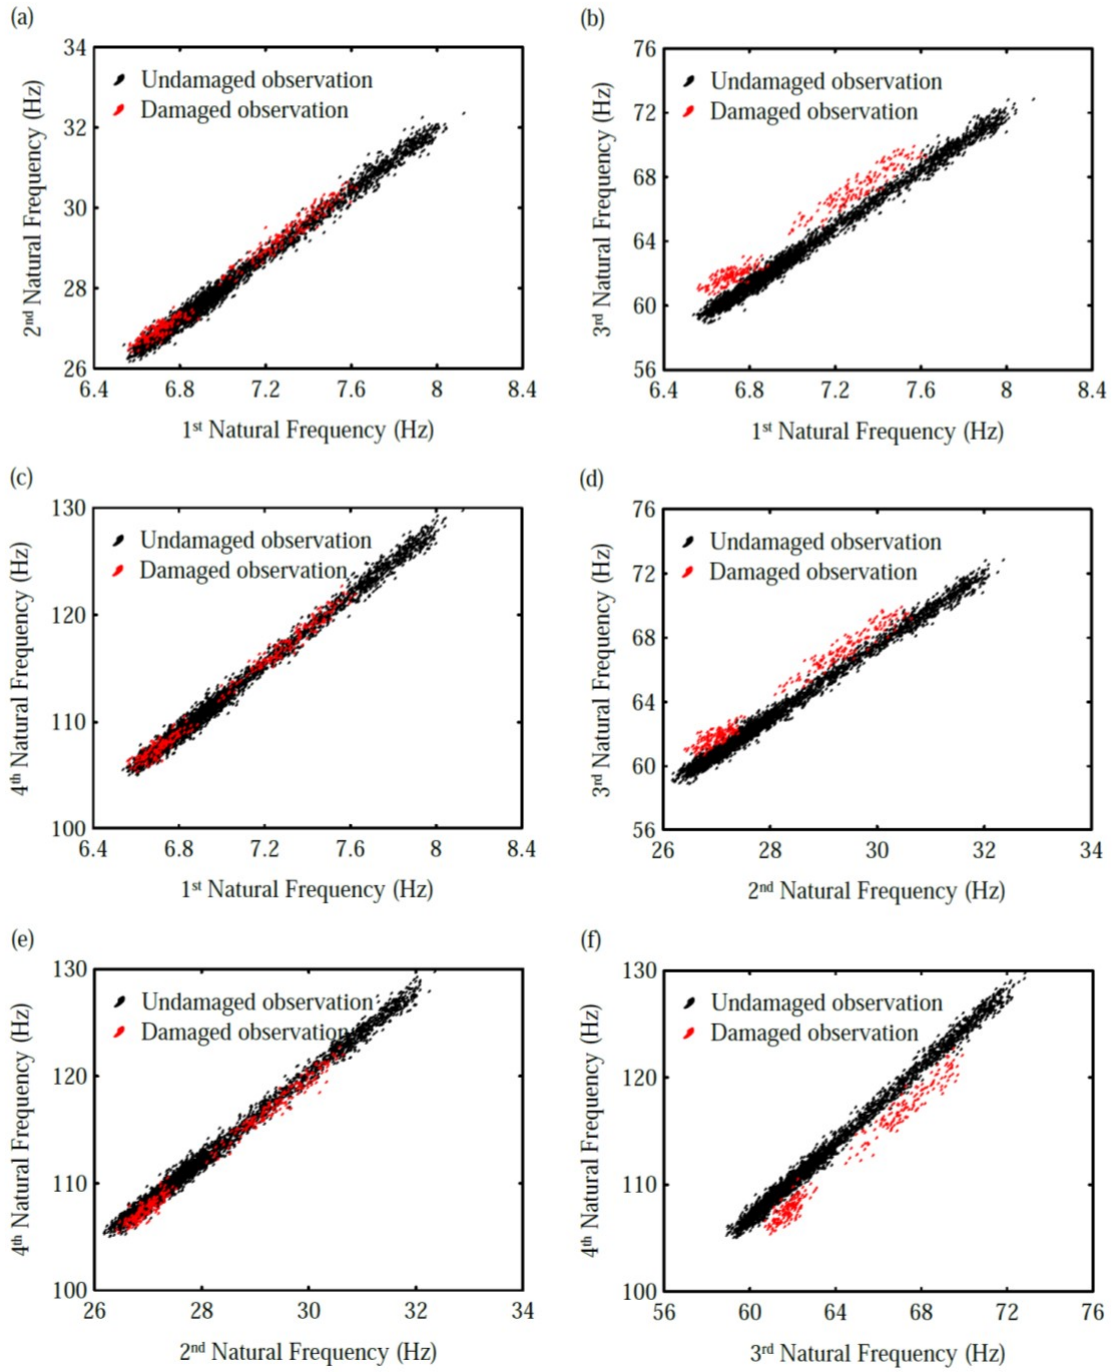 (a)
34
Undamaged observation
Damaged observation
32
30
28
26
2nd Natural Frequency (Hz)
6.4 6.8 7.2 7.6 8 8.4
1st Natural Frequency (Hz)
(b)
76
Undamaged observation
Damaged observation
72
68
64
60
56
3rd Natural Frequency (Hz)
6.4 6.8 7.2 7.6 8 8.4
1st Natural Frequency (Hz)
(c)
130
Undamaged observation
Damaged observation
120
110
100
4th Natural Frequency (Hz)
6.4 6.8 7.2 7.6 8 8.4
1st Natural Frequency (Hz)
(d)
76
Undamaged observation
Damaged observation
72
68
64
60
56
3rd Natural Frequency (Hz)
26 28 30 32 34
2nd Natural Frequency (Hz)
(e)
130
Undamaged observation
Damaged observation
120
110
100
4th Natural Frequency (Hz)
26 28 30 32 34
2nd Natural Frequency (Hz)
(f)
130
Undamaged observation
Damaged observation
120
110
100
4th Natural Frequency (Hz)
56 60 64 68 72 76
3rd Natural Frequency (Hz)